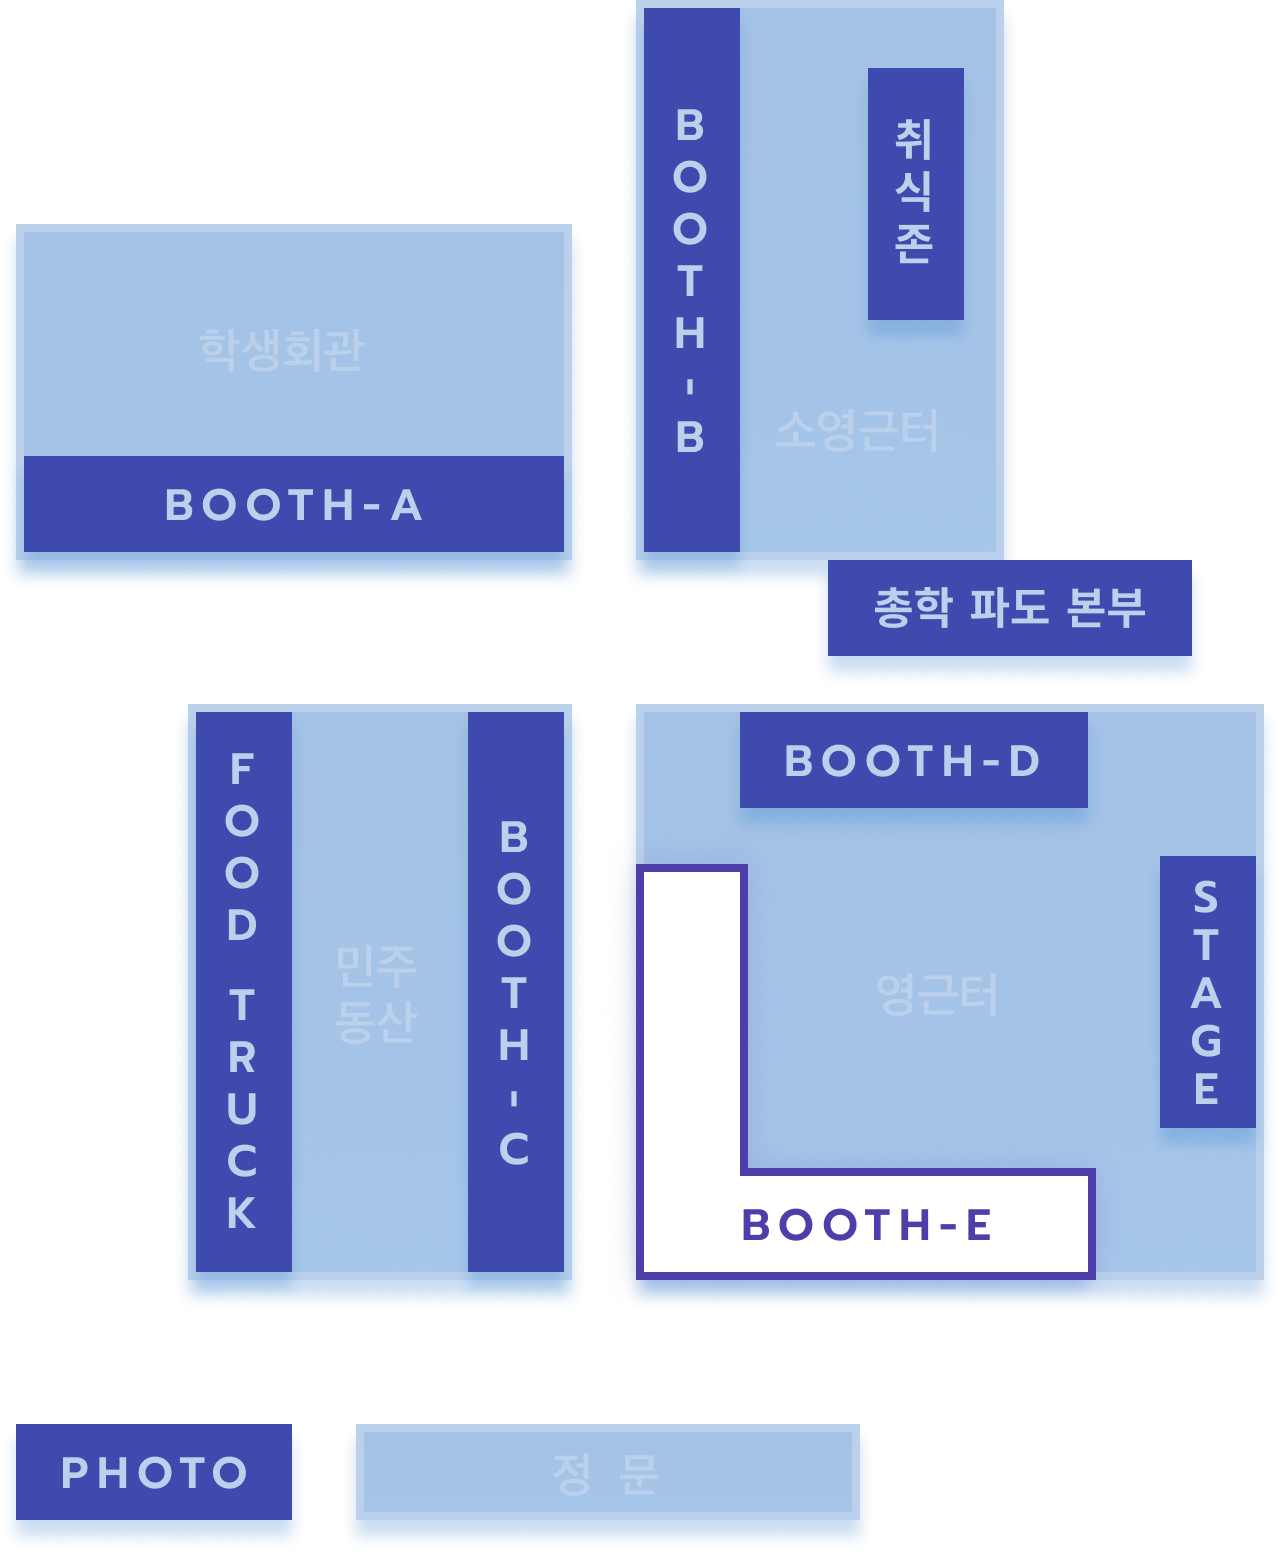 BOOTH-B
취식존
학생회관
소영근터
BOOTH-A
총학 파도 본부
FOOD TRUCK
민주
동산
BOOTH-C
BOOTH-D
영근터
STAGE
BOOTH-E
PHOTO
정 문